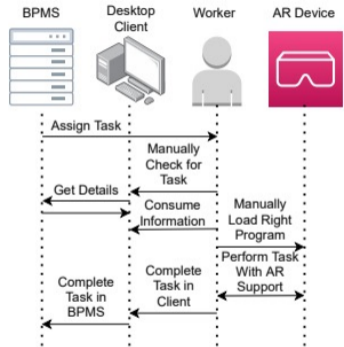 BPMS
Desktop
Client
Worker
AR Device
Assign Task
Manually
Check for
Task
Get Details
Consume
Information
Manually
Load Right
Program
Perform Task
With AR
Support
Complete
Task in
Client
Complete
Task in
BPMS